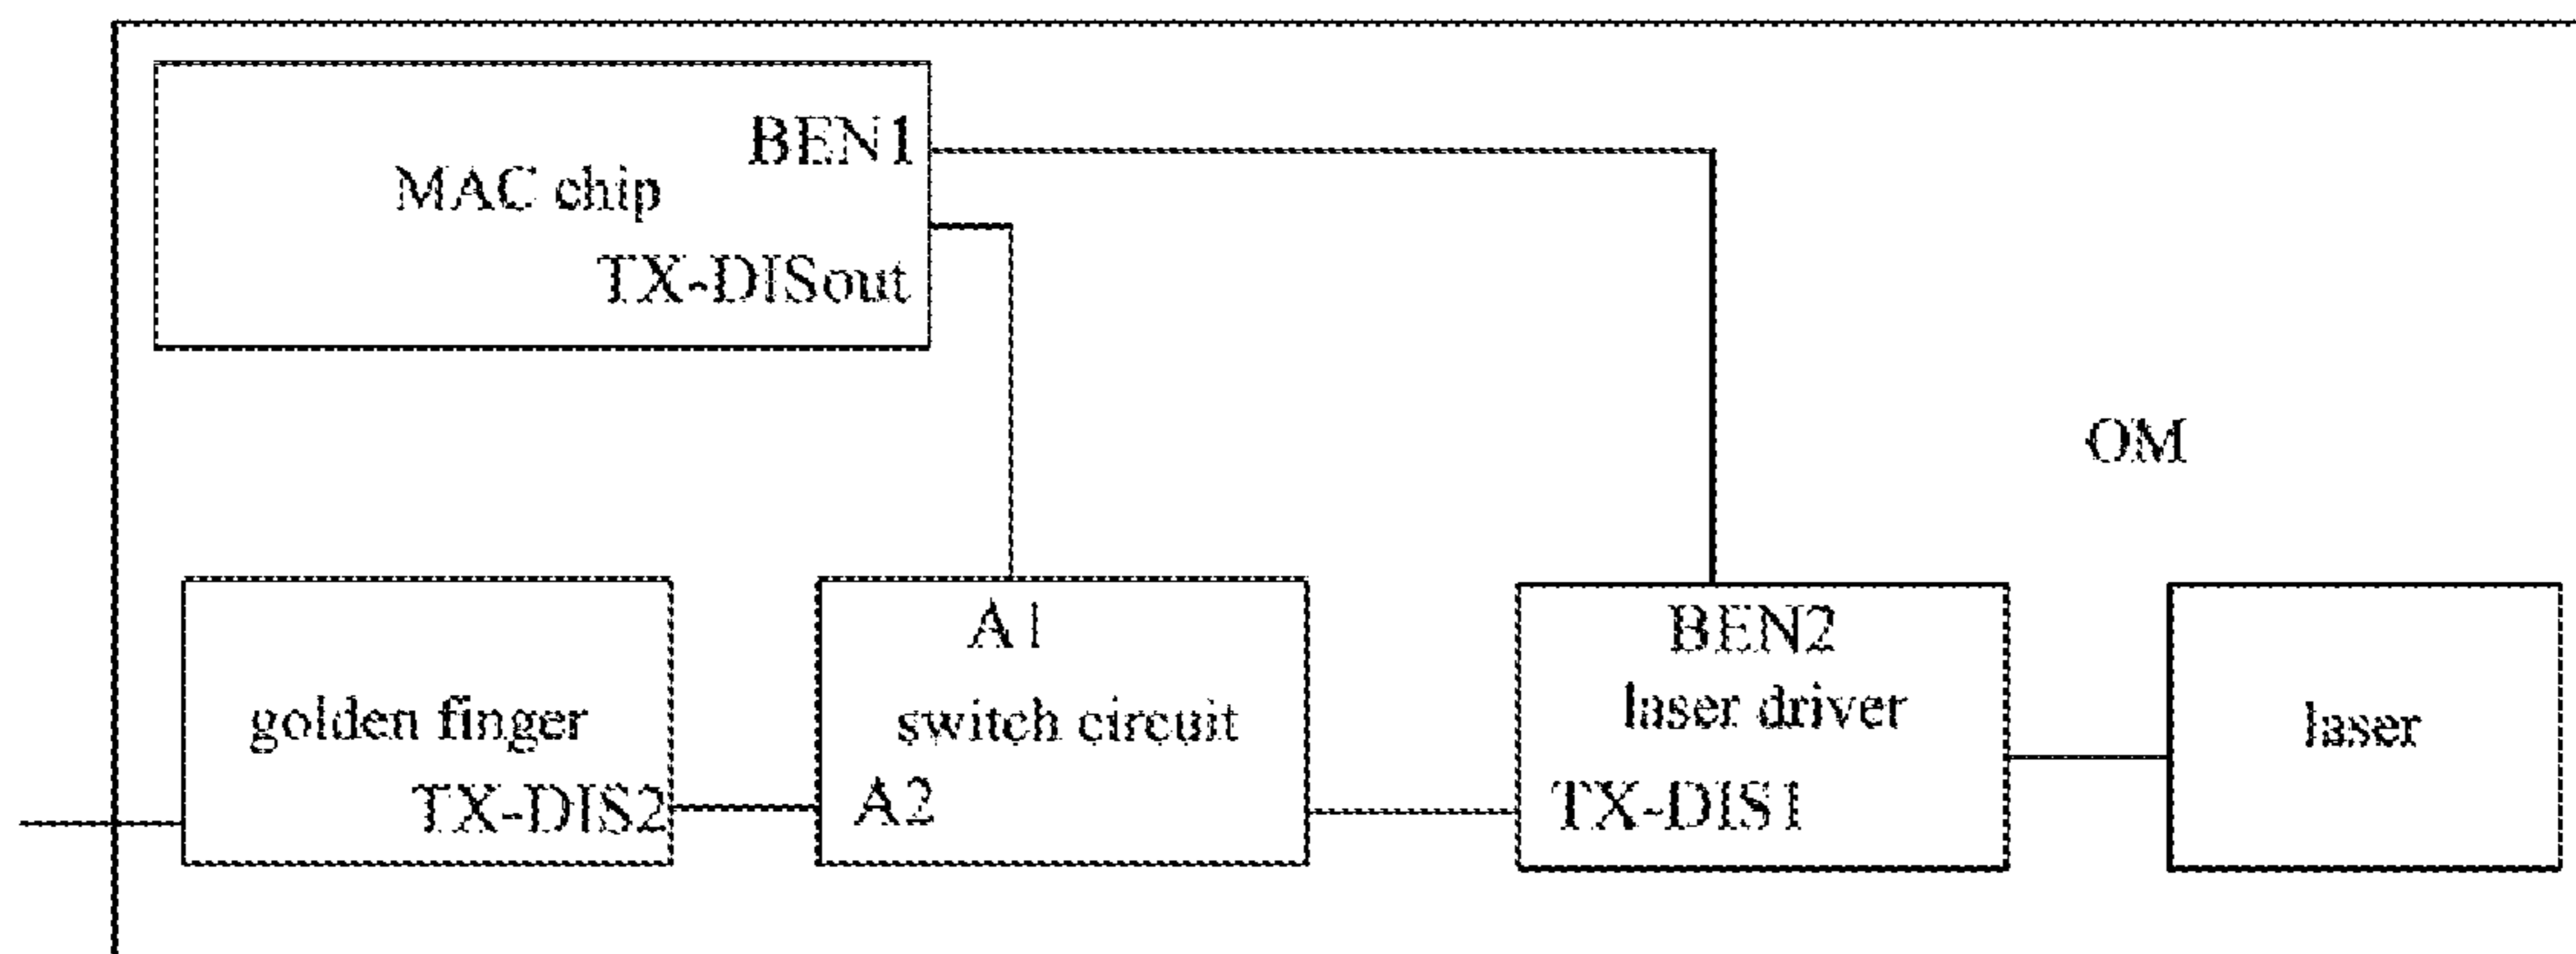 BEN1
MAC chip
TX-DISout
OM
golden finger
TX-DIS2
A1
switch circuit
A2
BEN2
laser driver
TX-DIS1
laser